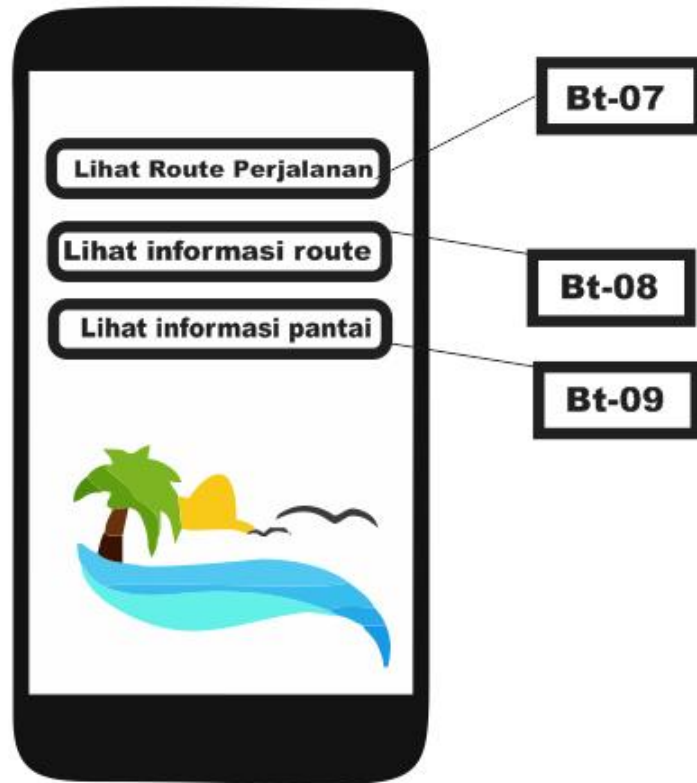 Lihat Route Perjalanan
Bt-07
Lihat informasi route
Bt-08
Lihat informasi pantai
Bt-09